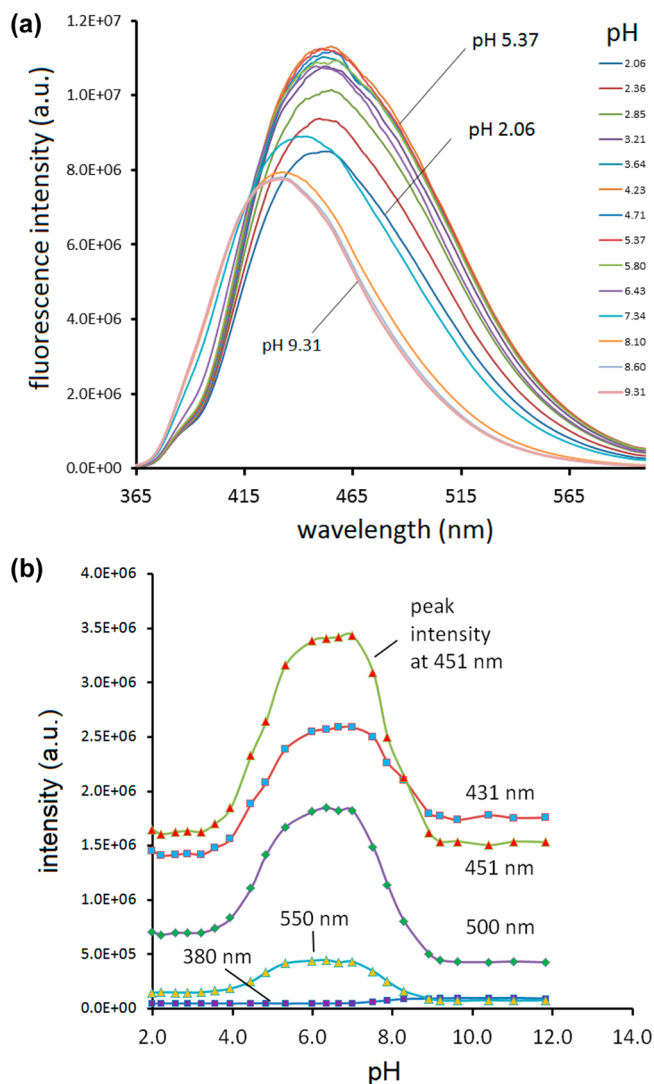 (a)
fluorescence intensity (a.u.)
1.2E+07
1.0E+07
8.0E+06
6.0E+06
4.0E+06
2.0E+06
0.0E+00
365
415
465
515
565
wavelength (nm)
pH 5.37
pH 2.06
pH 9.31
pH
2.06
2.36
2.85
3.21
3.64
4.23
4.71
5.37
5.80
6.43
7.34
8.10
8.60
9.31
(b)
intensity (a.u.)
4.0E+06
3.5E+06
3.0E+06
2.5E+06
2.0E+06
1.5E+06
1.0E+06
5.0E+05
0.0E+00
peak
intensity
at 451 nm
431 nm
451 nm
500 nm
550 nm
380 nm
2.0
4.0
6.0
8.0
10.0
12.0
14.0
pH